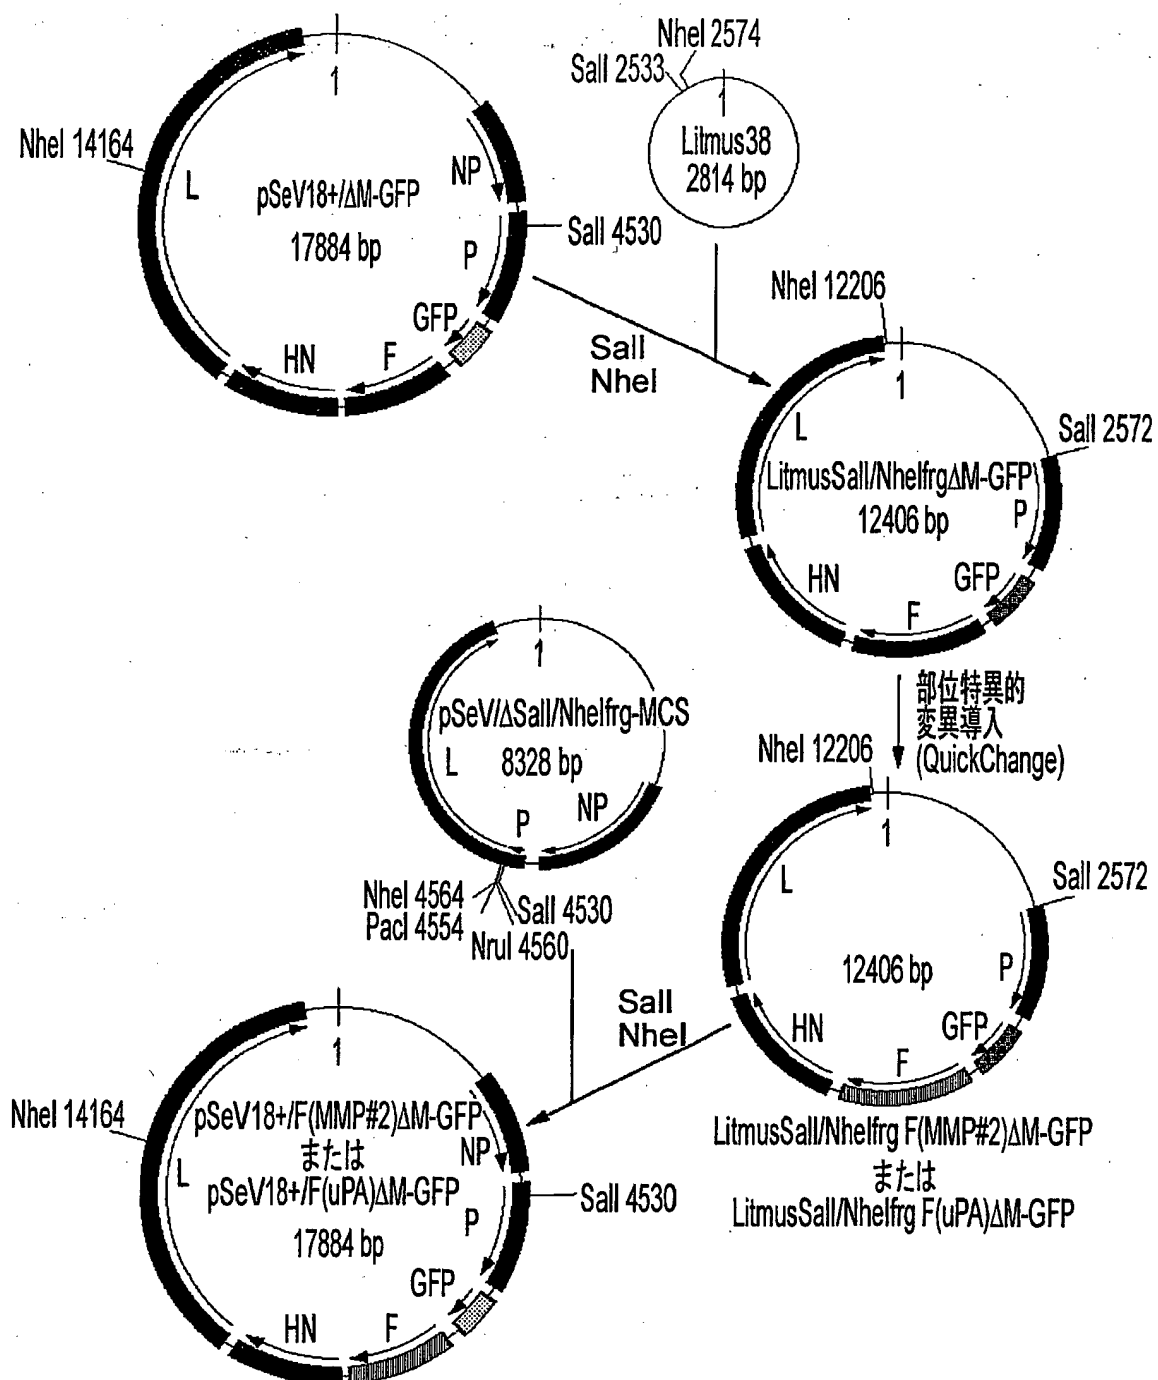 NheI 2574
SalI 2533
1
Litmus38
2814 bp
1
NheI 14164
L
NP
pSeV18+/ΔM-GFP
17884 bp
SalI 4530
P
GFP
HN
F
SalI
NheI
NheI 12206
1
L
SalI 2572
LitmusSalI/NheIfrgΔM-GFP
12406 bp
P
GFP
HN
F
部位特異的
変異導入
(QuickChange)
1
pSeV/ΔSalI/NheIfrg-MCS
8328 bp
L
P
NP
NheI 4564
PacI 4554
SalI 4530
NruI 4560
NheI 12206
1
L
SalI 2572
12406 bp
P
GFP
HN
F
LitmusSalI/NheIfrg F(MMP#2)ΔM-GFP
または
LitmusSalI/NheIfrg F(uPA)ΔM-GFP
SalI
NheI
1
NheI 14164
L
pSeV18+/F(MMP#2)ΔM-GFP
または
pSeV18+/F(uPA)ΔM-GFP
17884 bp
NP
SalI 4530
P
GFP
HN
F